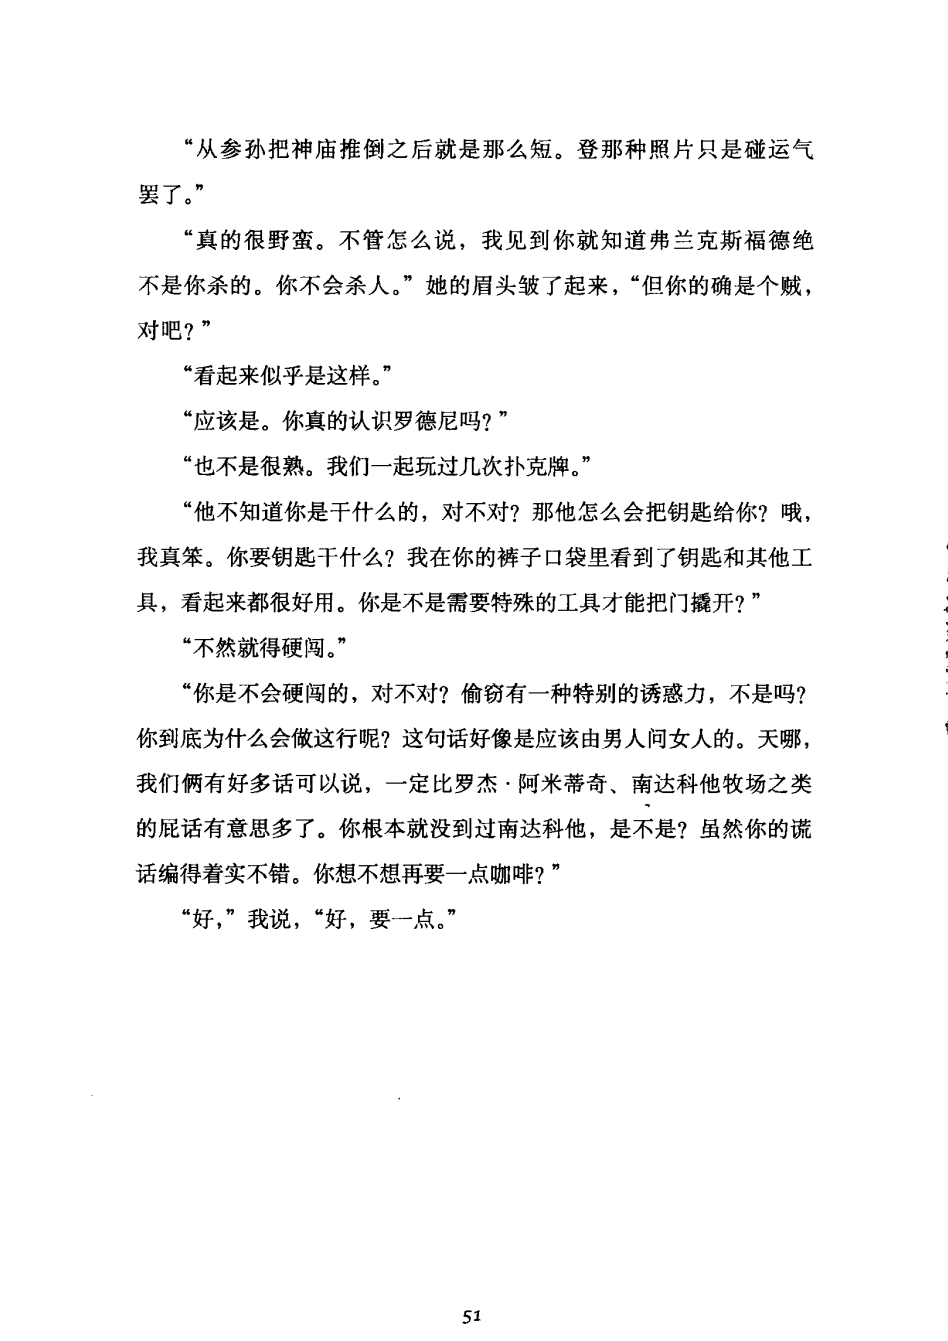 “从参孙把神庙推倒之后就是那么短。登那种照片只是碰运气
罢了。”
“真的很野蛮。不管怎么说，我见到你就知道弗兰克斯福德绝
不是你杀的。你不会杀人。”她的眉头皱了起来，“但你的确是个贼，
对吧？”
“看起来似乎是这样。”
“应该是。你真的认识罗德尼吗？”
“也不是很熟。我们一起玩过几次扑克牌。”
“他不知道你是干什么的，对不对？那他怎么会把钥匙给你？哦，
我真笨。你要钥匙干什么？我在你的裤子口袋里看到了钥匙和其他工
具，看起来都很好用。你是不是需要特殊的工具才能把门撬开？”
“不然就得硬闯。”
“你是不会硬闯的，对不对？偷窃有一种特别的诱惑力，不是吗？
你到底为什么会做这行呢？这句话好像是应该由男人问女人的。天哪，
我们俩有好多话可以说，一定比罗杰·阿米蒂奇、南达科他牧场之类
的屁话有意思多了。你根本就没到过南达科他，是不是？虽然你的谎
话编得着实不错。你想不想再要一点咖啡？”
“好，”我说，“好，要一点。”
51